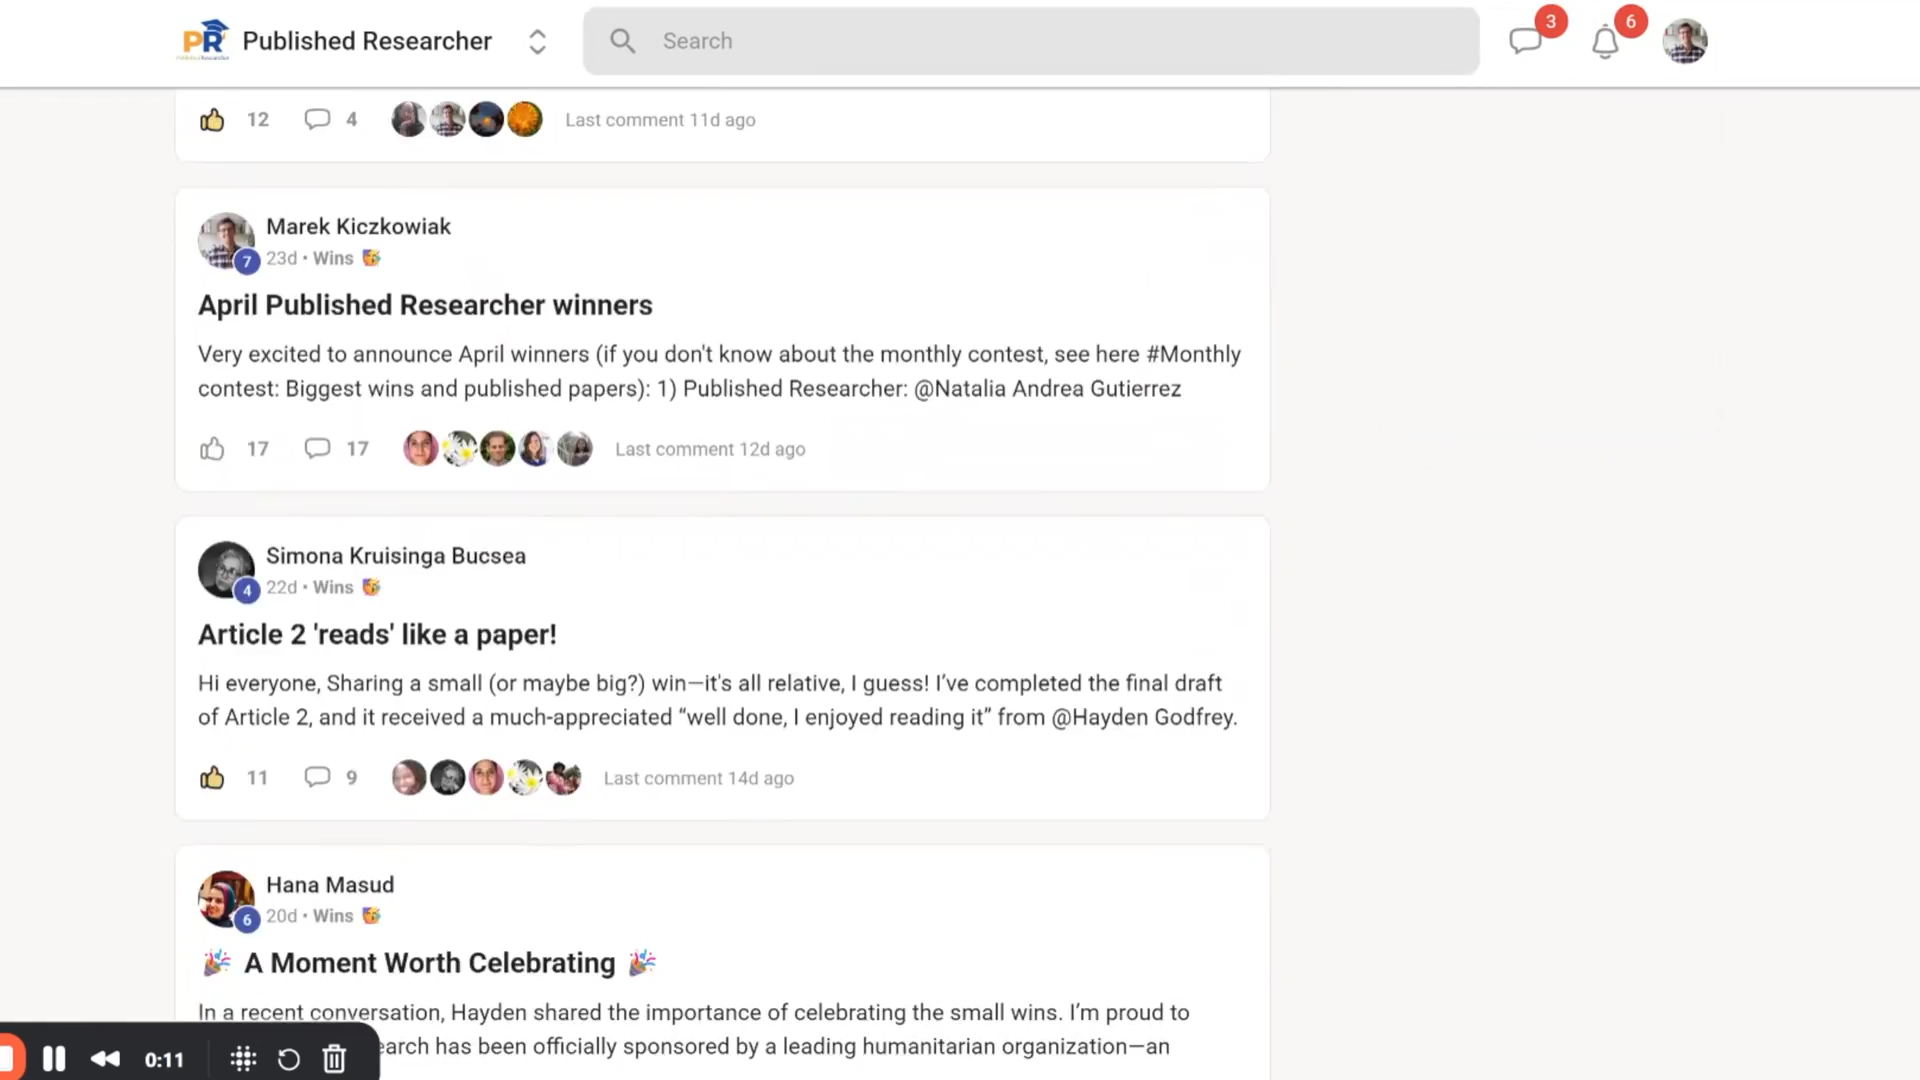 PR Published Researcher
Search
3
6
12 4 Last comment 11d ago
Marek Kiczkowiak
7 23d • Wins
April Published Researcher winners
Very excited to announce April winners (if you don't know about the monthly contest, see here #Monthly
contest: Biggest wins and published papers): 1) Published Researcher: @Natalia Andrea Gutierrez
17 17 Last comment 12d ago
Simona Kruisinga Bucsea
4 22d • Wins
Article 2 'reads' like a paper!
Hi everyone, Sharing a small (or maybe big?) win—it's all relative, I guess! I’ve completed the final draft
of Article 2, and it received a much-appreciated “well done, I enjoyed reading it” from @Hayden Godfrey.
11 9 Last comment 14d ago
Hana Masud
6 20d • Wins
🎉 A Moment Worth Celebrating 🎉
In a recent conversation, Hayden shared the importance of celebrating the small wins. I’m proud to
earch has been officially sponsored by a leading humanitarian organization—an
0:11